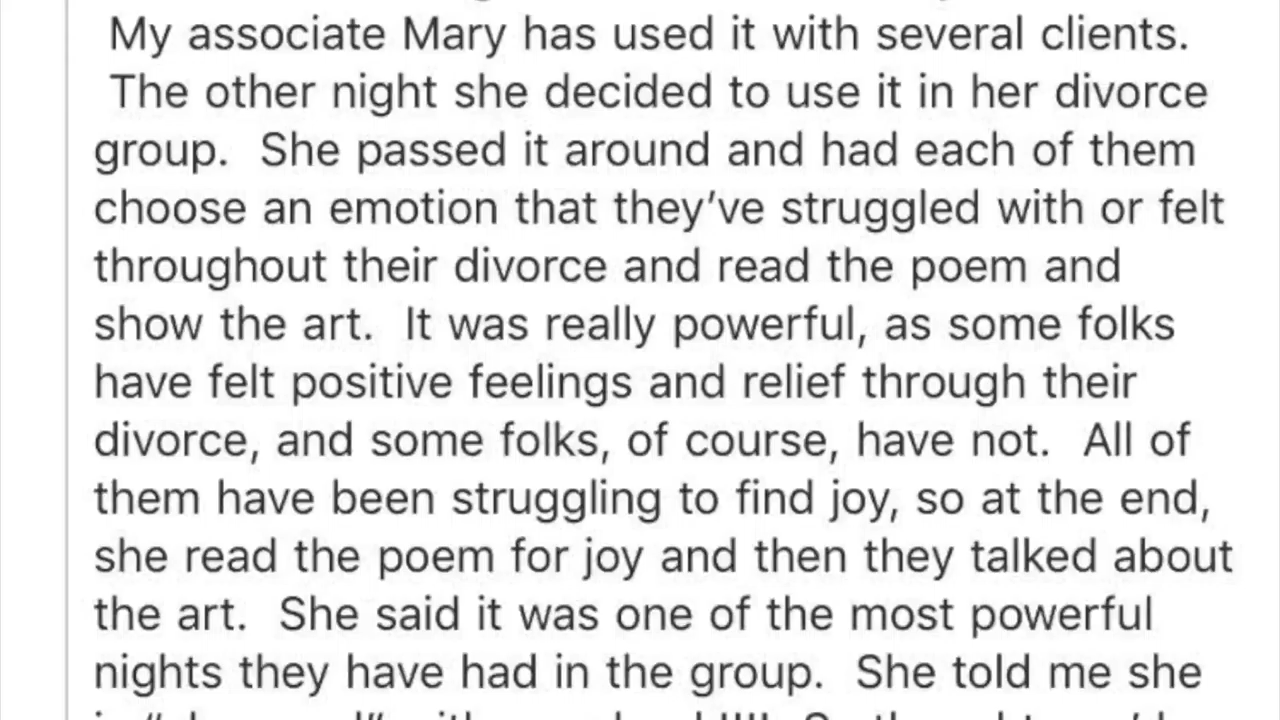 My associate Mary has used it with several clients.
The other night she decided to use it in her divorce
group.  She passed it around and had each of them
choose an emotion that they’ve struggled with or felt
throughout their divorce and read the poem and
show the art.  It was really powerful, as some folks
have felt positive feelings and relief through their
divorce, and some folks, of course, have not.  All of
them have been struggling to find joy, so at the end,
she read the poem for joy and then they talked about
the art.  She said it was one of the most powerful
nights they have had in the group.  She told me she